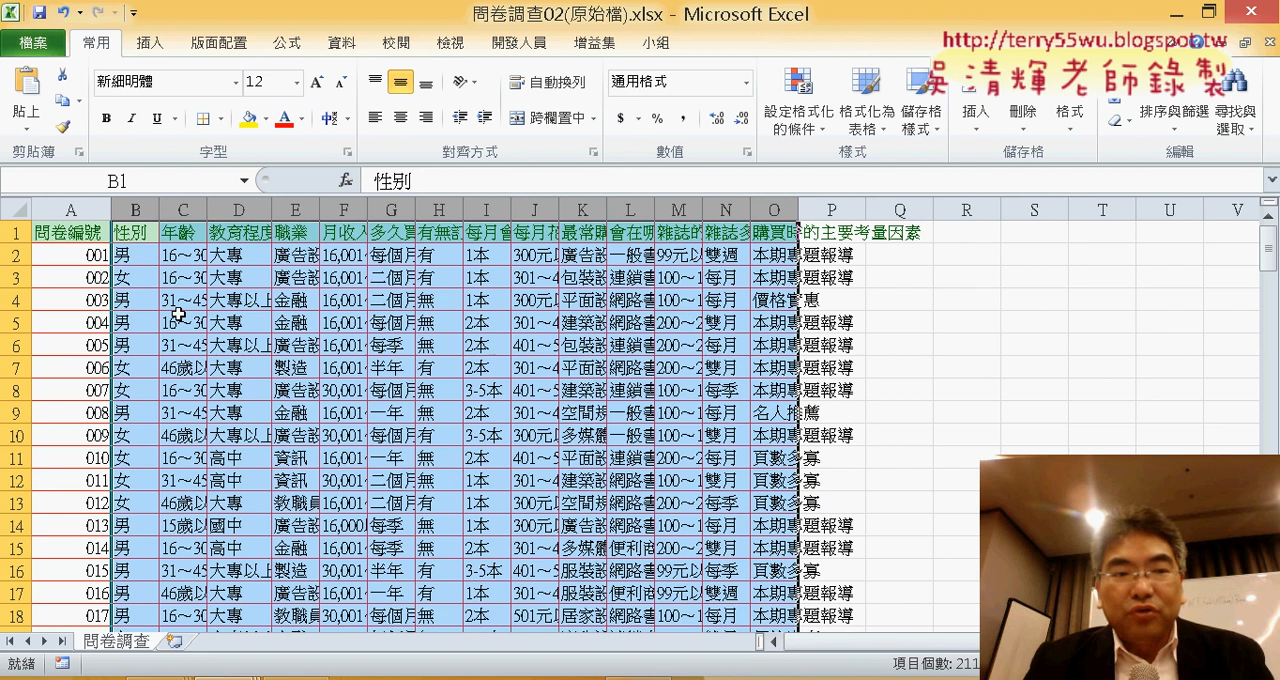 問卷調查02(原始檔).xlsx - Microsoft Excel
檔案 常用 插入 版面配置 公式 資料 校閱 檢視 開發人員 增益集 小組
http://terry55wu.blogspot.tw
吳清輝老師錄製
新細明體 12 自動換列 通用格式
貼上 跨欄置中 設定格式化的條件 格式化為表格 儲存格樣式 插入 刪除 格式 排序與篩選 尋找與選取
剪貼簿 字型 對齊方式 數值 樣式 儲存格 編輯
B1 fx 性別
A B C D E F G H I J K L M N O P Q R S T U V
1 問卷編號 性別 年齡 教育程度 職業 月收入 多久買 有無訂 每月會 每月花 最常購 會在哪 雜誌的 雜誌多 購買時的主要考量因素
2 001 男 16～30 大專 廣告設 16,001 每個月 有 1本 300元以 廣告設 一般書 99元以 雙週 本期專題報導
3 002 女 16～30 大專 廣告設 16,001 每個月 有 1本 301～4 包裝設 連鎖書 100～1 每月 本期專題報導
4 003 男 31～45 大專以上 金融 16,001 二個月 無 1本 300元以 平面設 網路書 100～1 每月 價格實惠
5 004 男 16～30 大專 金融 16,001 每個月 無 2本 301～4 建築設 網路書 200～2 雙月 本期專題報導
6 005 男 31～45 大專以上 廣告設 16,001 每季 無 2本 401～5 包裝設 網路書 200～2 雙月 本期專題報導
7 006 女 46歲以 大專 製造 16,001 半年 有 2本 301～4 平面設 網路書 100～1 雙月 本期專題報導
8 007 女 16～30 大專 廣告設 30,001 每個月 無 3-5本 401～5 建築設 連鎖書 100～1 每季 本期專題報導
9 008 男 31～45 大專 金融 16,001 一年 無 2本 301～4 空間規 一般書 100～1 每月 名人推薦
10 009 女 46歲以 大專以上 廣告設 30,001 每個月 有 3-5本 300元以 多媒體 一般書 100～1 雙月 本期專題報導
11 010 女 16～30 高中 資訊 16,001 一年 有 2本 401～5 平面設 連鎖書 100～1 雙月 頁數多寡
12 011 女 31～45 高中 資訊 30,001 二個月 無 1本 301～4 空間規 連鎖書 100～1 每月 頁數多寡
13 012 女 46歲以 大專 教職員 16,001 二個月 有 1本 300元以 空間規 網路書 200～2 每季 頁數多寡
14 013 男 15歲以 國中 廣告設 16,000 每季 無 1本 300元以 廣告設 網路書 100～1 每月 本期專題報導
15 014 男 16～30 高中 金融 16,001 每季 無 2本 301～4 多媒體 便利商 200～2 雙月 本期專題報導
16 015 男 31～45 大專以上 製造 30,001 半年 有 3-5本 401～5 服裝設 網路書 99元以 每季 頁數多寡
17 016 男 46歲以 大專 資訊 16,001 一年 無 2本 301～4 服裝設 便利商 99元以 雙週 本期專題報導
18 017 男 16～30 大專 教職員 30,001 每個月 無 2本 501元以 居家設 網路書 100～1 每月 本期專題報導
問卷調查
就緒 項目個數: 211